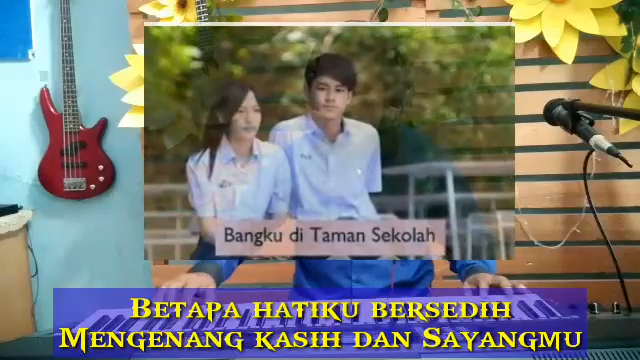 Bangku di Taman Sekolah
Betapa hatiku bersedih
Mengenang kasih dan Sayangmu